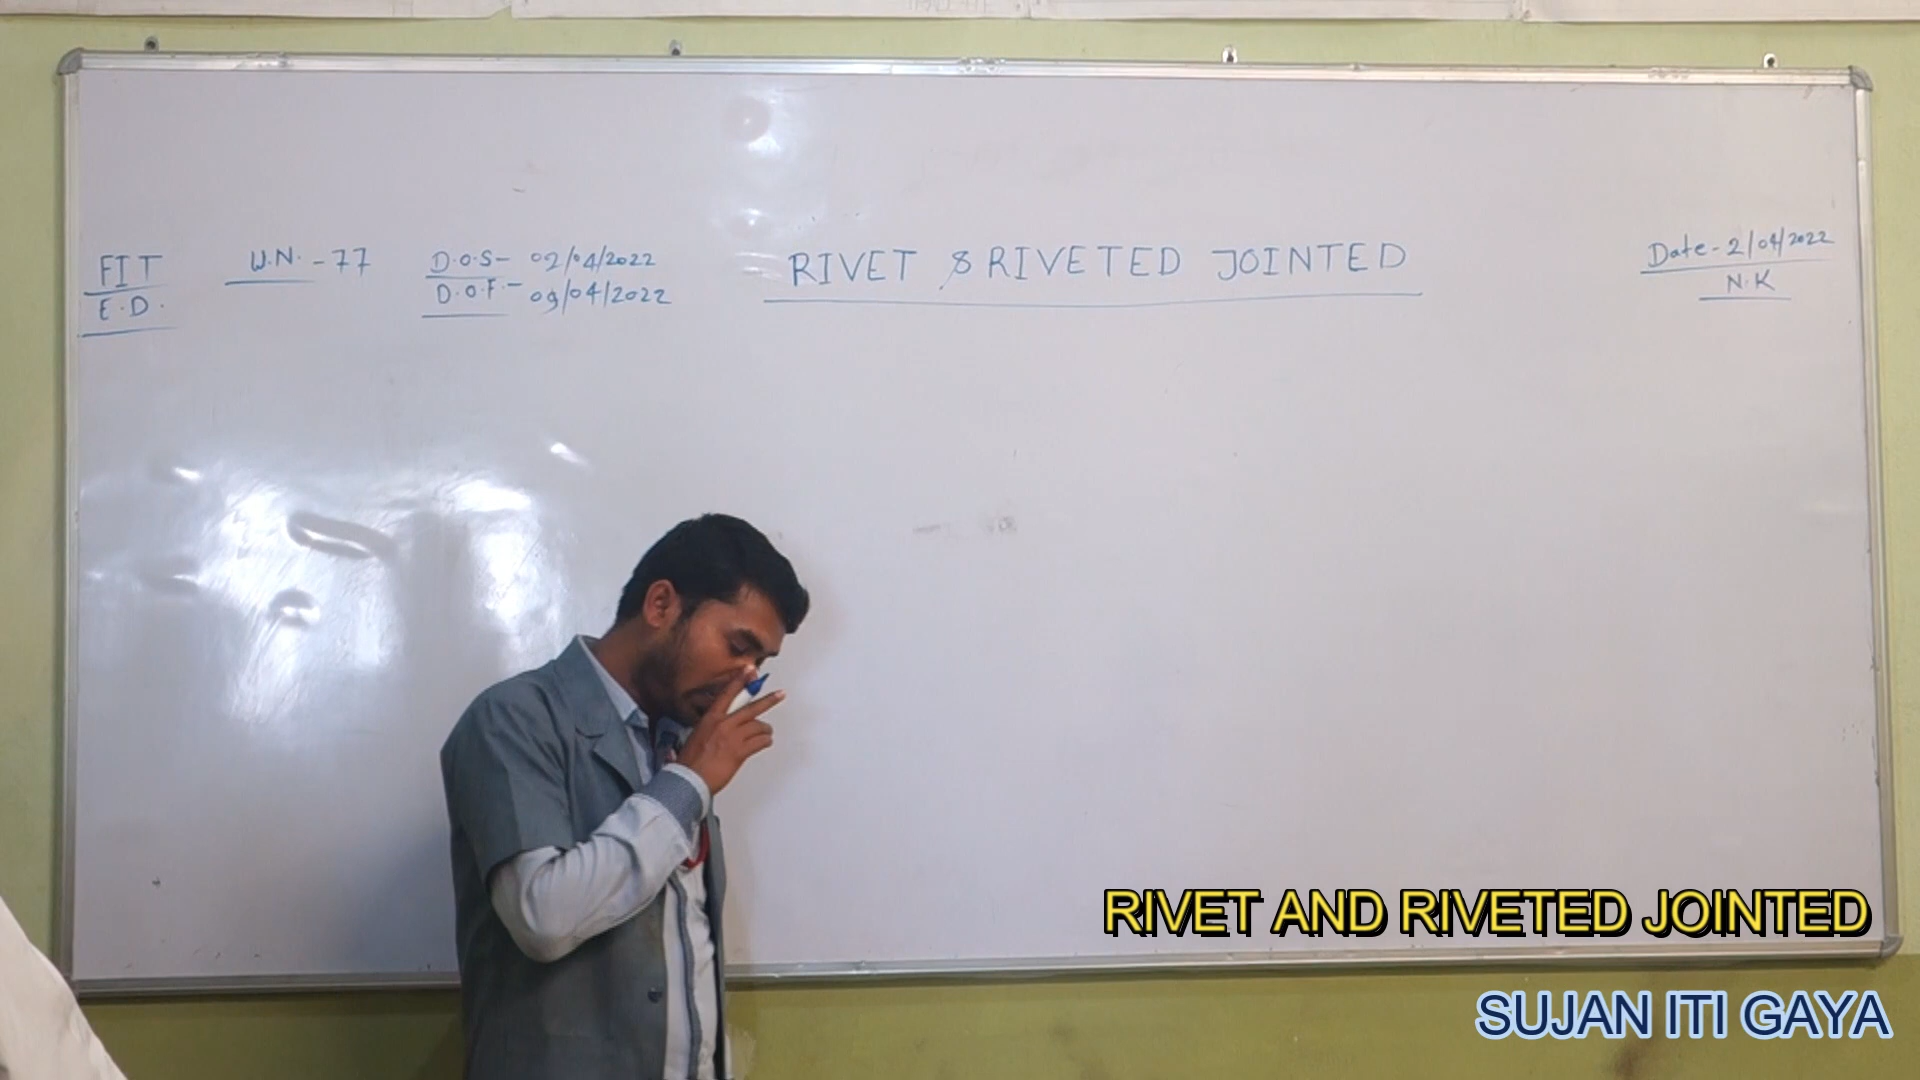 FIT
E.D.
W.N. - 77
D.O.S - 02/04/2022
D.O.F. - 09/04/2022
RIVET & RIVETED JOINTED
Date - 2/04/2022
N.K
RIVET AND RIVETED JOINTED
SUJAN ITI GAYA